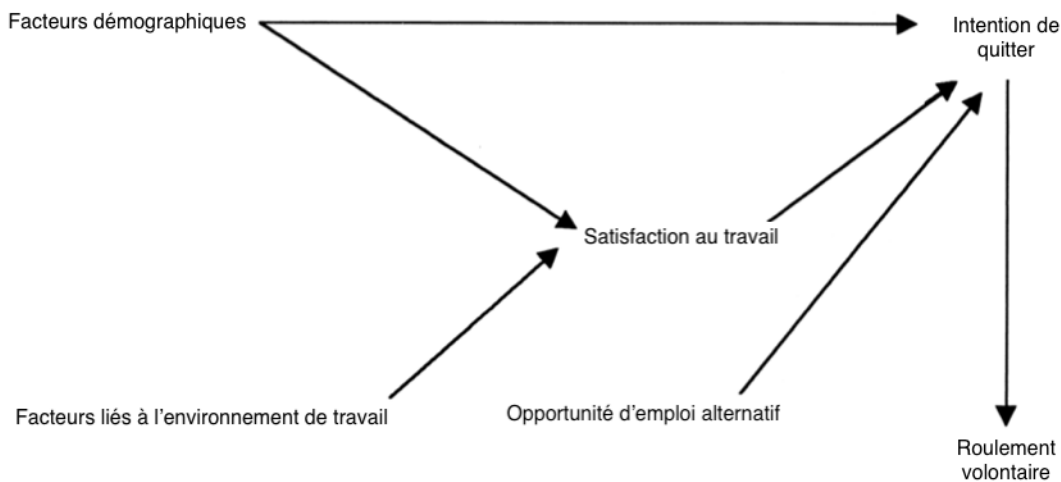 Facteurs démographiques
Intention de
quitter
Satisfaction au travail
Facteurs liés à l’environnement de travail
Opportunité d’emploi alternatif
Roulement
volontaire